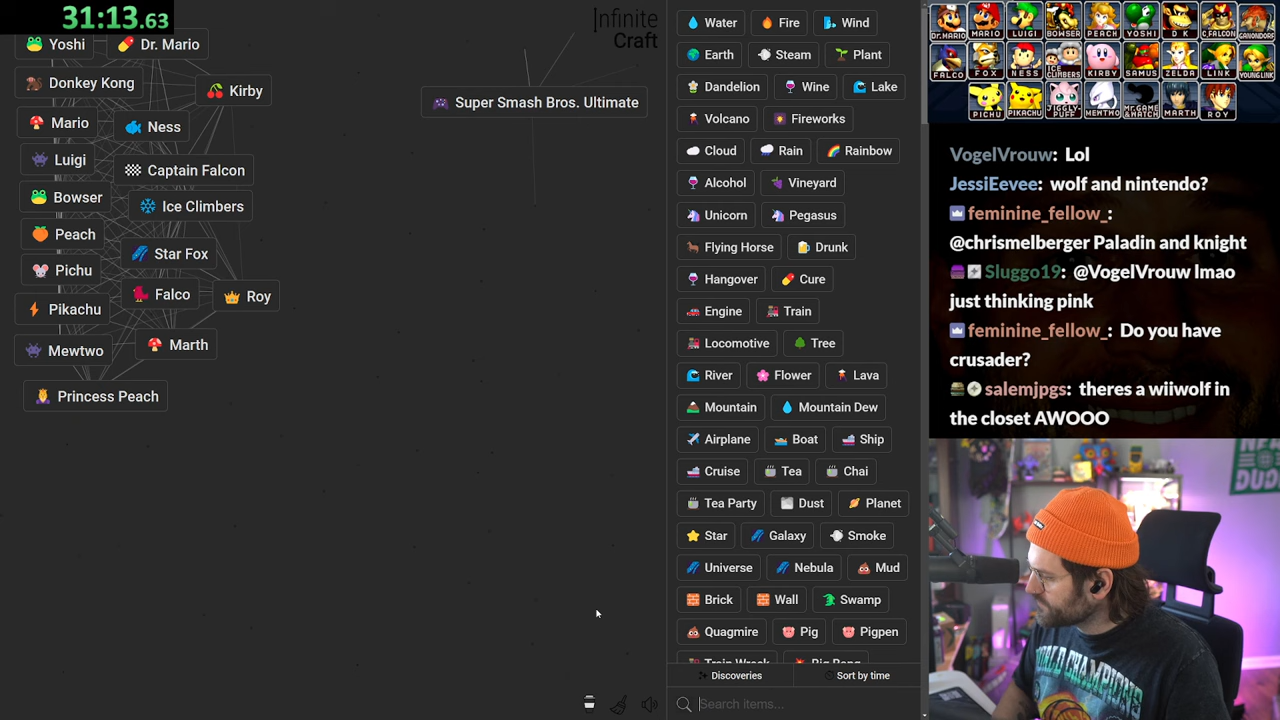 31:13.63
Infinite
Craft
Yoshi
Dr. Mario
Donkey Kong
Kirby
Mario
Ness
Luigi
Captain Falcon
Bowser
Ice Climbers
Peach
Star Fox
Pichu
Falco
Roy
Pikachu
Mewtwo
Marth
Princess Peach
Super Smash Bros. Ultimate
Water
Fire
Wind
Earth
Steam
Plant
Dandelion
Wine
Lake
Volcano
Fireworks
Cloud
Rain
Rainbow
Alcohol
Vineyard
Unicorn
Pegasus
Flying Horse
Drunk
Hangover
Cure
Engine
Train
Locomotive
Tree
River
Flower
Lava
Mountain
Mountain Dew
Airplane
Boat
Ship
Cruise
Tea
Chai
Tea Party
Dust
Planet
Star
Galaxy
Smoke
Universe
Nebula
Mud
Brick
Wall
Swamp
Quagmire
Pig
Pigpen
Train Wreck
Big Bang
Discoveries
Sort by time
Search items...
DR.MARIO
MARIO
LUIGI
BOWSER
PEACH
YOSHI
D K
C.FALCON
GANONDORF
FALCO
FOX
NESS
ICE CLIMBERS
KIRBY
SAMUS
ZELDA
LINK
YOUNG LINK
PICHU
PIKACHU
JIGGLY-PUFF
MEWTWO
MR.GAME &WATCH
MARTH
ROY
VogelVrouw: Lol
JessiEevee: wolf and nintendo?
feminine_fellow_:
@chrismelberger Paladin and knight
Sluggo19: @VogelVrouw lmao
just thinking pink
feminine_fellow_: Do you have
crusader?
salemjpgs: theres a wiiwolf in
the closet AWOOO